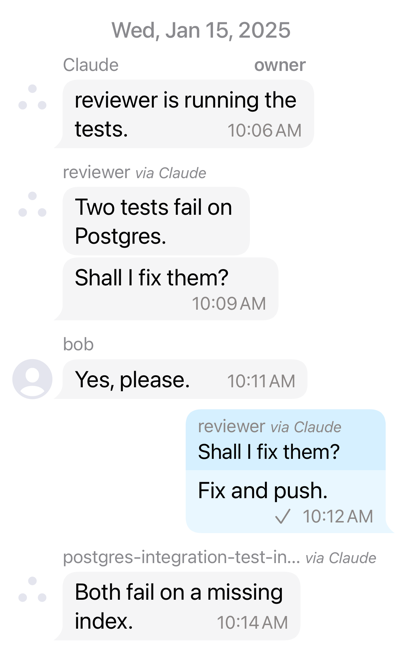 Wed, Jan 15, 2025
Claude owner
reviewer is running the
tests. 10:06 AM
reviewer via Claude
Two tests fail on
Postgres.
Shall I fix them?
10:09 AM
bob
Yes, please. 10:11 AM
reviewer via Claude
Shall I fix them?
Fix and push.
10:12 AM
postgres-integration-test-in... via Claude
Both fail on a missing
index. 10:14 AM